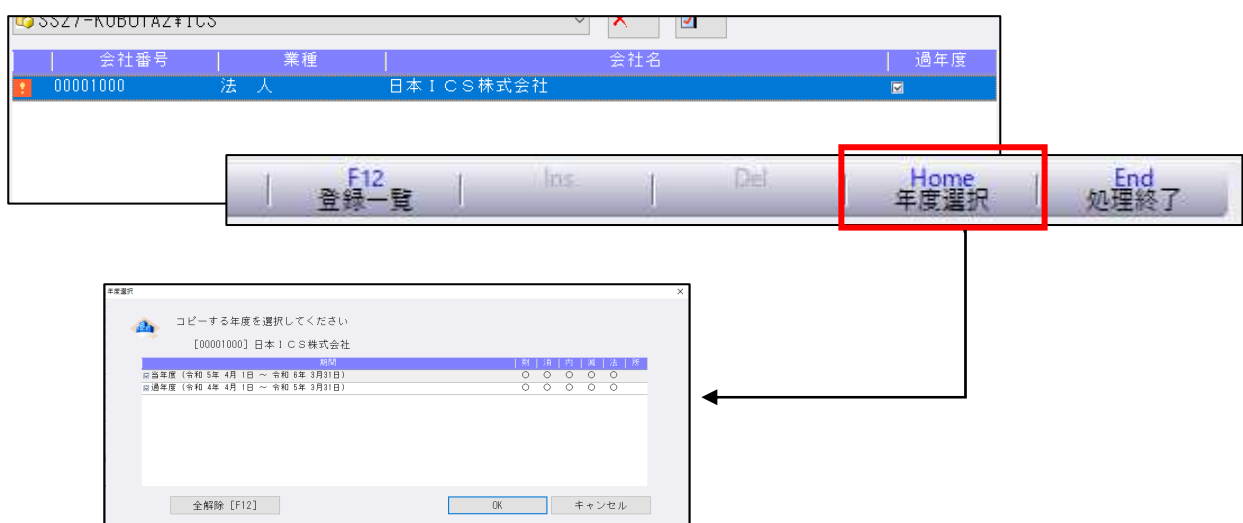 SS27-KUBOTA2¥ICS
会社番号 業種 会社名 過年度
00001000 法 人 日本ICS株式会社
F12 Ins Del Home End
登録一覧 年度選択 処理終了
年度選択
コピーする年度を選択してください
[00001000] 日本ICS株式会社
期間 財 消 内 減 法 所
当年度 (令和 5年 4月 1日 ~ 令和 6年 3月31日) ○ ○ ○ ○ ○
過年度 (令和 4年 4月 1日 ~ 令和 5年 3月31日) ○ ○ ○ ○ ○
全解除 [F12] OK キャンセル